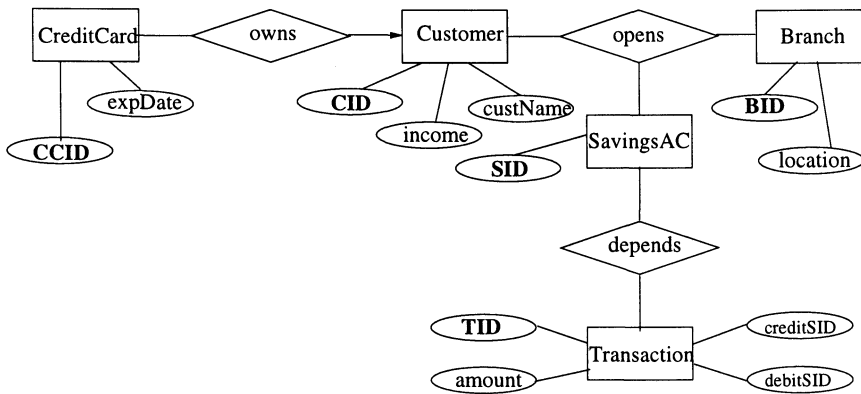 CreditCard
owns
Customer
opens
Branch
expDate
CID
custName
BID
CCID
income
SavingsAC
SID
location
depends
TID
creditSID
Transaction
amount
debitSID